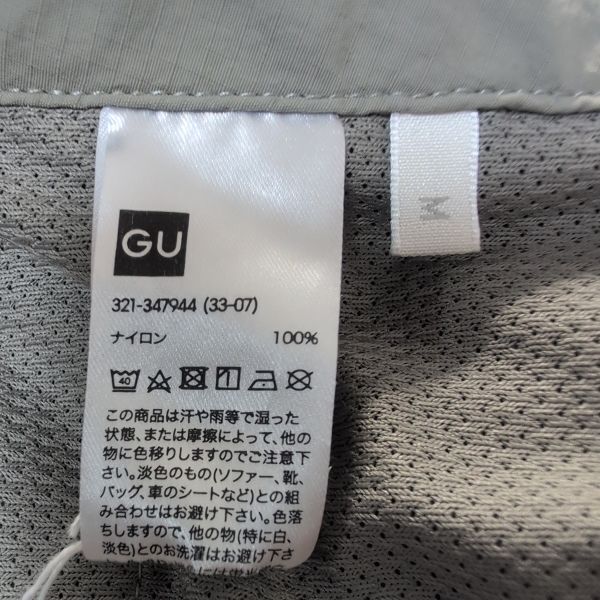 GU
M
321-347944 (33-07)
ナイロン 100%
40
この商品は汗や雨等で湿った
状態、または摩擦によって、他の
物に色移りしますのでご注意下
さい。淡色のもの(ソファー、靴、
バッグ、車のシートなど)との組
み合わせはお避け下さい。色落
ちしますので、他の物(特に白、
淡色)とのお洗濯はお避け下さ